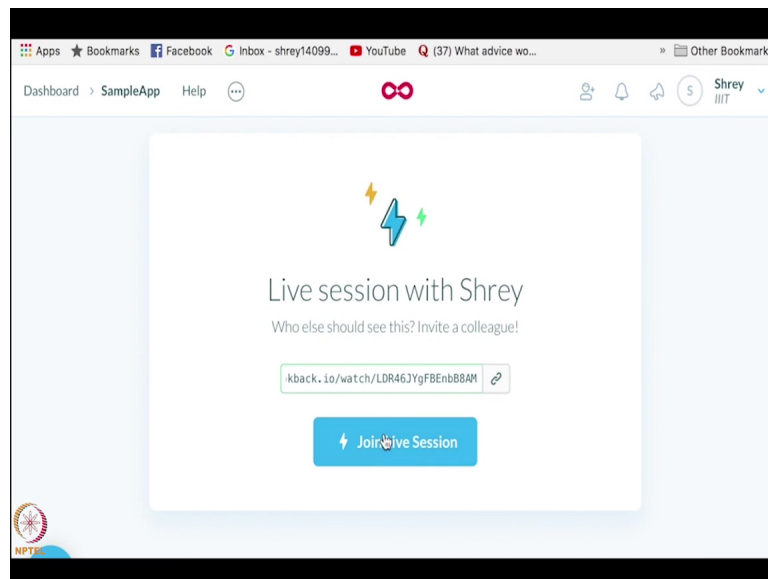 Apps Bookmarks Facebook Inbox - shrey14099... YouTube (37) What advice wo... » Other Bookmark
Dashboard > SampleApp Help S Shrey
IIIT
Live session with Shrey
Who else should see this? Invite a colleague!
kback.io/watch/LDR46JYgFBEnbB8AM
Join Live Session
NPTEL